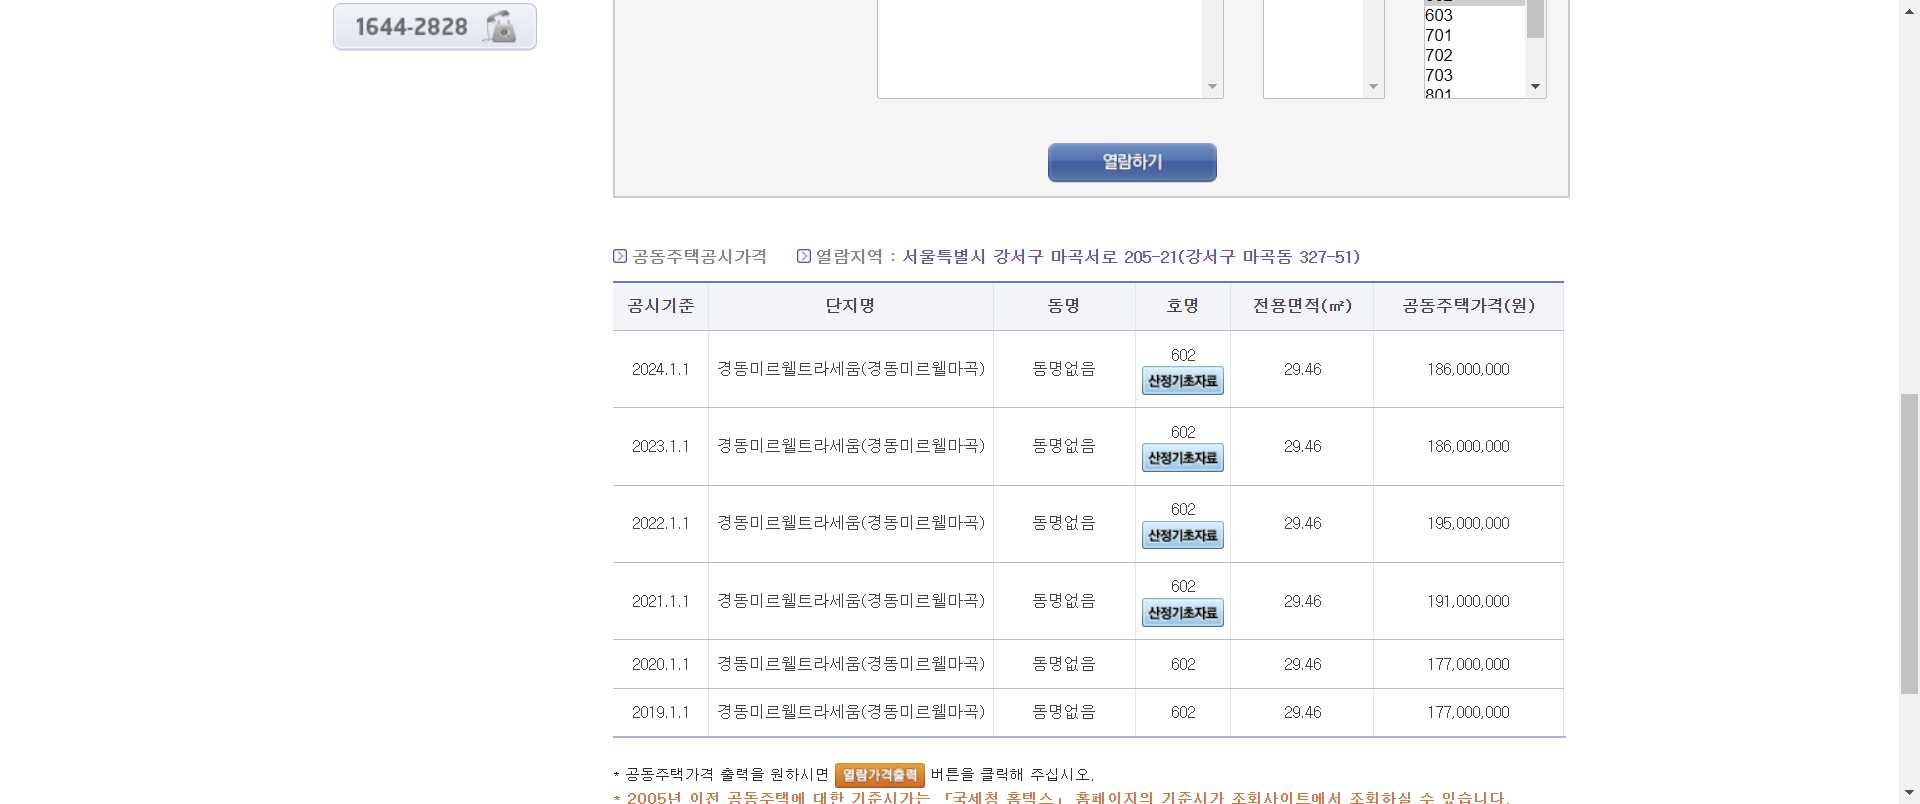 1644-2828
603
701
702
703
801
열람하기
공동주택공시가격 열람지역 : 서울특별시 강서구 마곡서로 205-21(강서구 마곡동 327-51)
공시기준 단지명 동명 호명 전용면적(㎡) 공동주택가격(원)
2024.1.1 경동미르웰트라세움(경동미르웰마곡) 동명없음 602 산정기초자료 29.46 186,000,000
2023.1.1 경동미르웰트라세움(경동미르웰마곡) 동명없음 602 산정기초자료 29.46 186,000,000
2022.1.1 경동미르웰트라세움(경동미르웰마곡) 동명없음 602 산정기초자료 29.46 195,000,000
2021.1.1 경동미르웰트라세움(경동미르웰마곡) 동명없음 602 산정기초자료 29.46 191,000,000
2020.1.1 경동미르웰트라세움(경동미르웰마곡) 동명없음 602 29.46 177,000,000
2019.1.1 경동미르웰트라세움(경동미르웰마곡) 동명없음 602 29.46 177,000,000
* 공동주택가격 출력을 원하시면 열람가격출력 버튼을 클릭해 주십시오.
* 2005년 이전 공동주택에 대한 기준시가는 「국세청 홈텍스」 홈페이지의 기준시가 조회사이트에서 조회하실 수 있습니다.